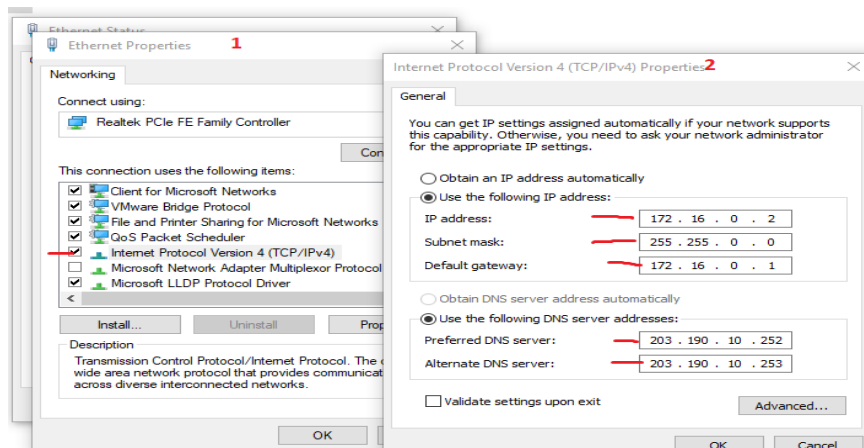 Ethernet Status
Ethernet Properties 1
Networking
Connect using:
Realtek PCIe FE Family Controller
Con
This connection uses the following items:
Client for Microsoft Networks
VMware Bridge Protocol
File and Printer Sharing for Microsoft Networks
QoS Packet Scheduler
Internet Protocol Version 4 (TCP/IPv4)
Microsoft Network Adapter Multiplexor Protocol
Microsoft LLDP Protocol Driver
Install... Uninstall Prop
Description
Transmission Control Protocol/Internet Protocol. The
wide area network protocol that provides communicat
across diverse interconnected networks.
OK
Internet Protocol Version 4 (TCP/IPv4) Properties 2
General
You can get IP settings assigned automatically if your network supports
this capability. Otherwise, you need to ask your network administrator
for the appropriate IP settings.
Obtain an IP address automatically
Use the following IP address:
IP address: 172 . 16 . 0 . 2
Subnet mask: 255 . 255 . 0 . 0
Default gateway: 172 . 16 . 0 . 1
Obtain DNS server address automatically
Use the following DNS server addresses:
Preferred DNS server: 203 . 190 . 10 . 252
Alternate DNS server: 203 . 190 . 10 . 253
Validate settings upon exit
Advanced...
OK Cancel